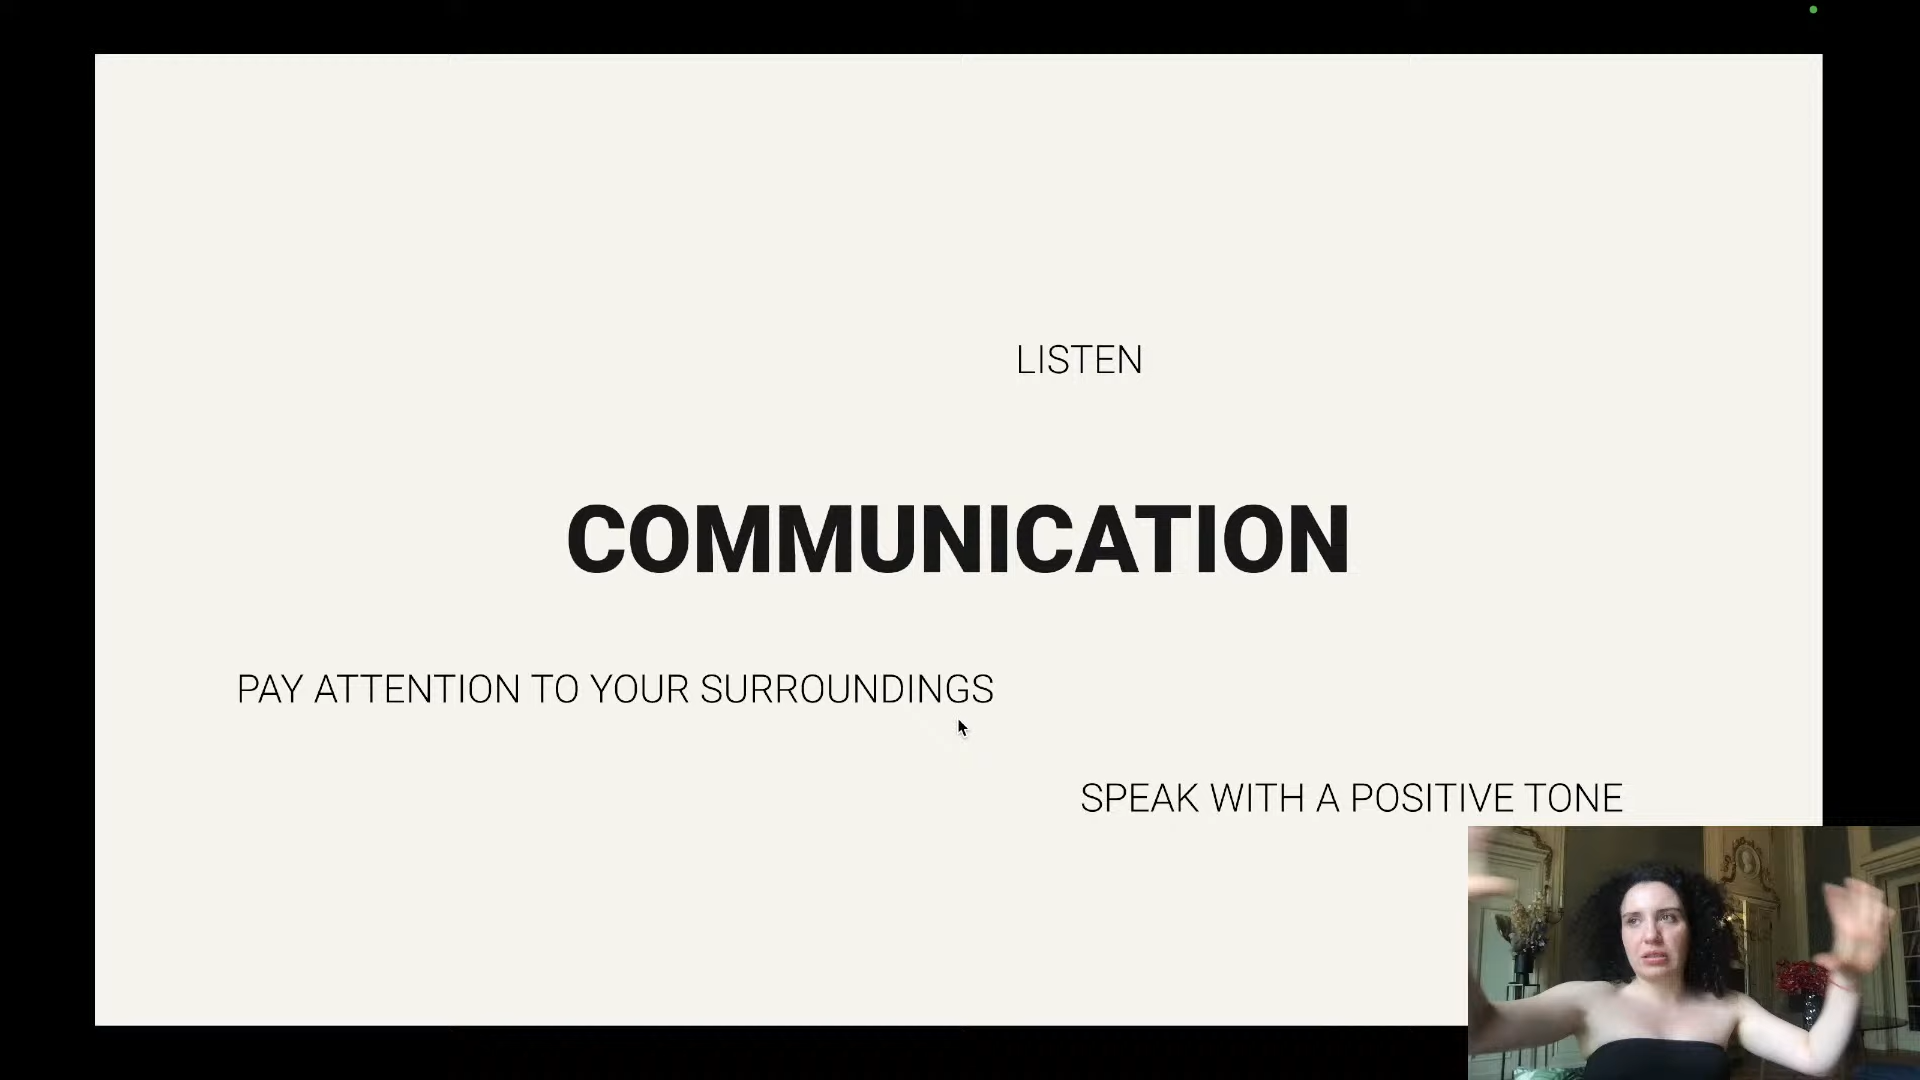 LISTEN
COMMUNICATION
PAY ATTENTION TO YOUR SURROUNDINGS
SPEAK WITH A POSITIVE TONE